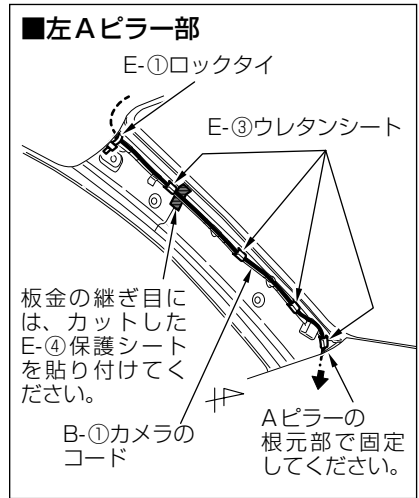 ■左Aピラー部
E-①ロックタイ
E-③ウレタンシート
板金の継ぎ目に
は、カットした
E-④保護シート
を貼り付けてく
ださい。
B-①カメラの
コード
Aピラーの
根元部で固定
してください。